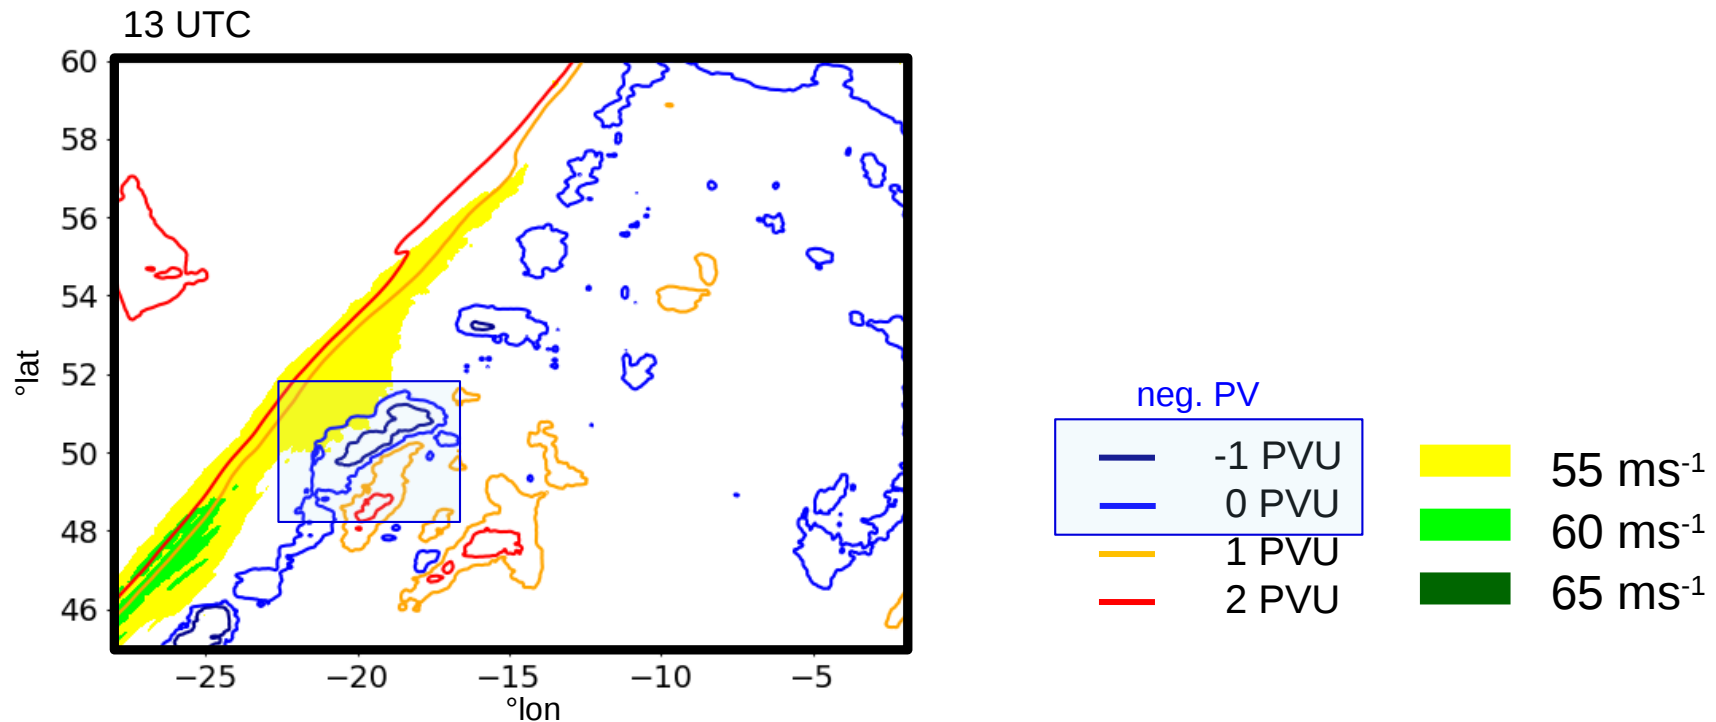 13 UTC
60
58
56
54
52
50
48
46
°lat
−25
−20
−15
−10
−5
°lon
neg. PV
-1 PVU
0 PVU
1 PVU
2 PVU
55 ms⁻¹
60 ms⁻¹
65 ms⁻¹